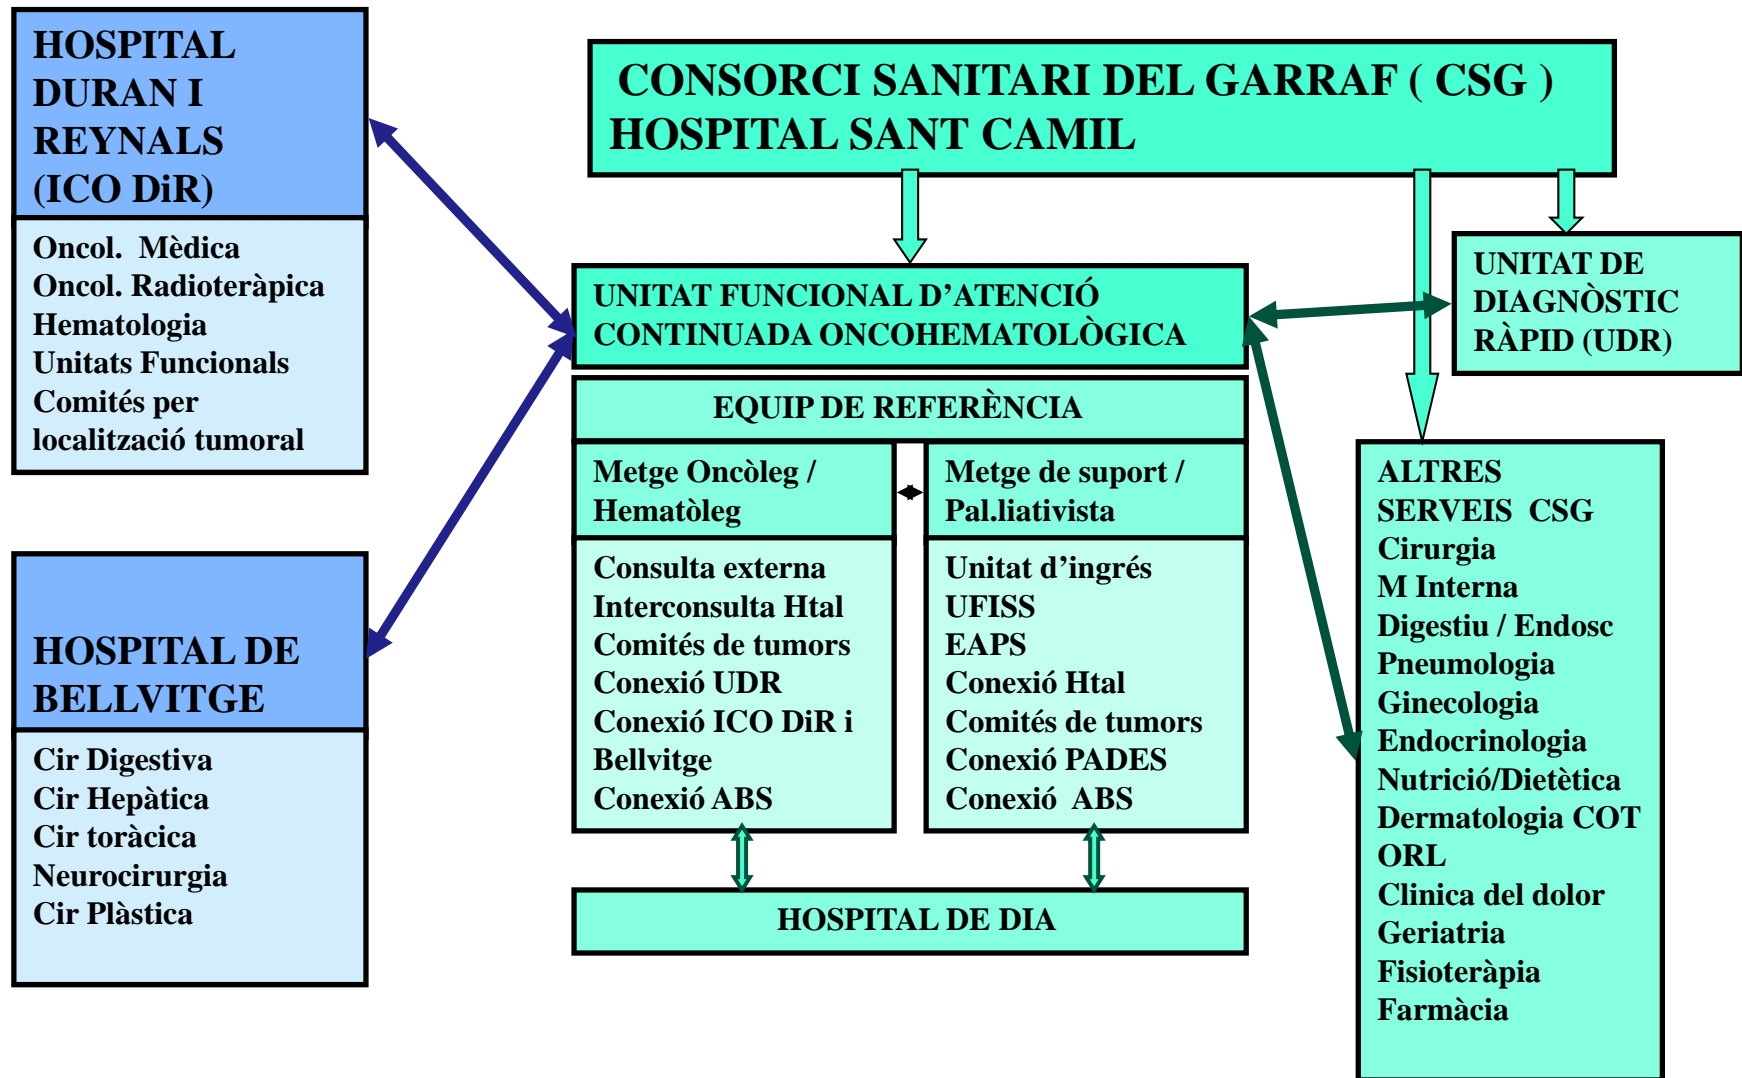 HOSPITAL
DURAN I
REYNALS
(ICO DiR)
Oncol. Mèdica
Oncol. Radioteràpica
Hematologia
Unitats Funcionals
Comités per
localització tumoral
HOSPITAL DE
BELLVITGE
Cir Digestiva
Cir Hepàtica
Cir toràcica
Neurocirurgia
Cir Plàstica
CONSORCI SANITARI DEL GARRAF ( CSG )
HOSPITAL SANT CAMIL
UNITAT FUNCIONAL D’ATENCIÓ
CONTINUADA ONCOHEMATOLÒGICA
EQUIP DE REFERÈNCIA
Metge Oncòleg /
Hematòleg
Consulta externa
Interconsulta Htal
Comités de tumors
Conexió UDR
Conexió ICO DiR i
Bellvitge
Conexió ABS
Metge de suport /
Pal.liativista
Unitat d’ingrés
UFISS
EAPS
Conexió Htal
Comités de tumors
Conexió PADES
Conexió ABS
HOSPITAL DE DIA
UNITAT DE
DIAGNÒSTIC
RÀPID (UDR)
ALTRES
SERVEIS CSG
Cirurgia
M Interna
Digestiu / Endosc
Pneumologia
Ginecologia
Endocrinologia
Nutrició/Dietètica
Dermatologia COT
ORL
Clinica del dolor
Geriatria
Fisioteràpia
Farmàcia